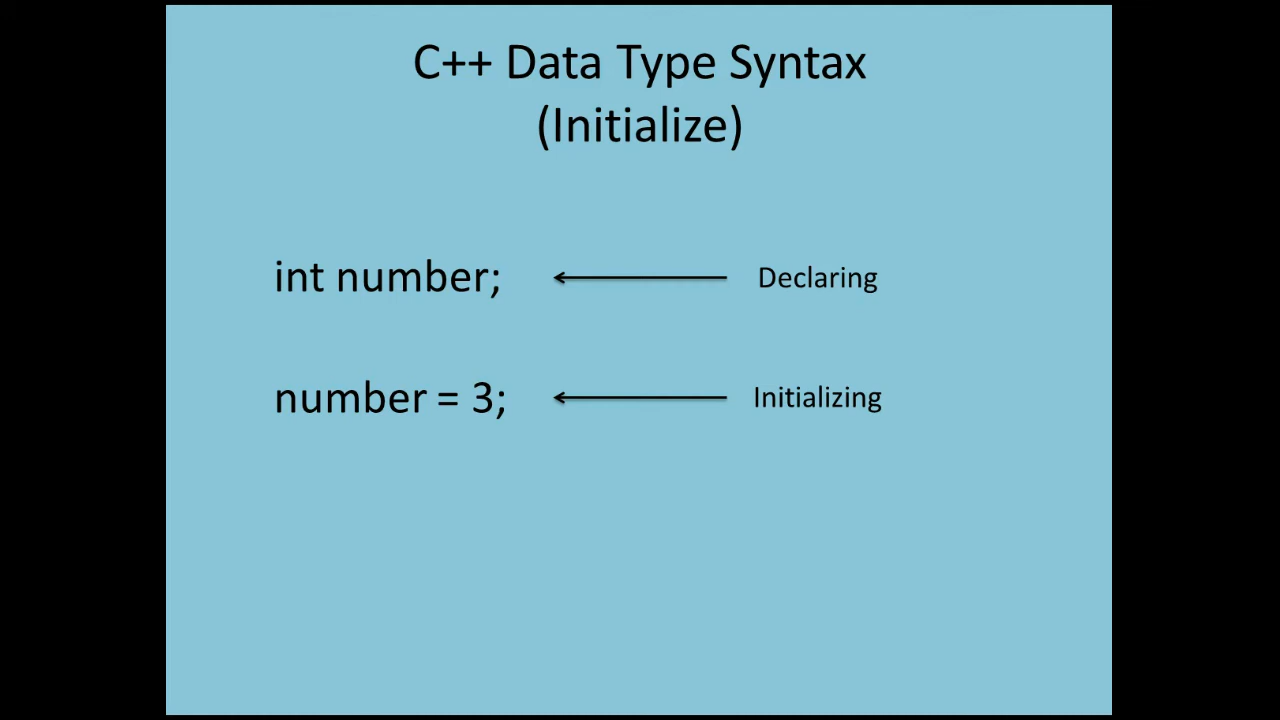 C++ Data Type Syntax
(Initialize)
int number;
Declaring
number = 3;
Initializing